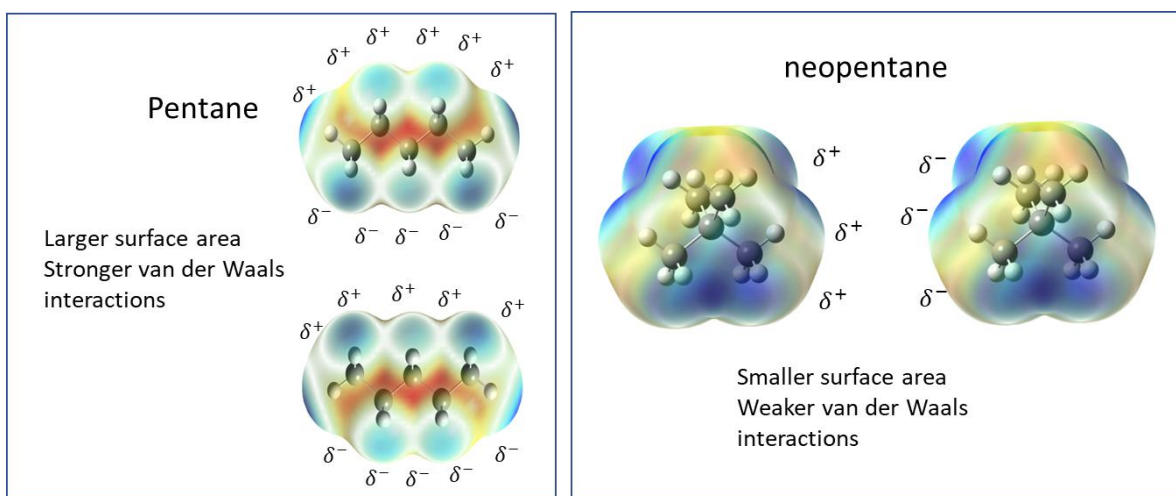 Pentane
δ⁺ δ⁺ δ⁺ δ⁺
δ⁺ δ⁺
δ⁻ δ⁻ δ⁻ δ⁻ δ⁻
Larger surface area
Stronger van der Waals
interactions
δ⁺ δ⁺ δ⁺ δ⁺
δ⁺
δ⁻ δ⁻ δ⁻ δ⁻ δ⁻
neopentane
δ⁺ δ⁻
δ⁺ δ⁻
δ⁺ δ⁻
Smaller surface area
Weaker van der Waals
interactions